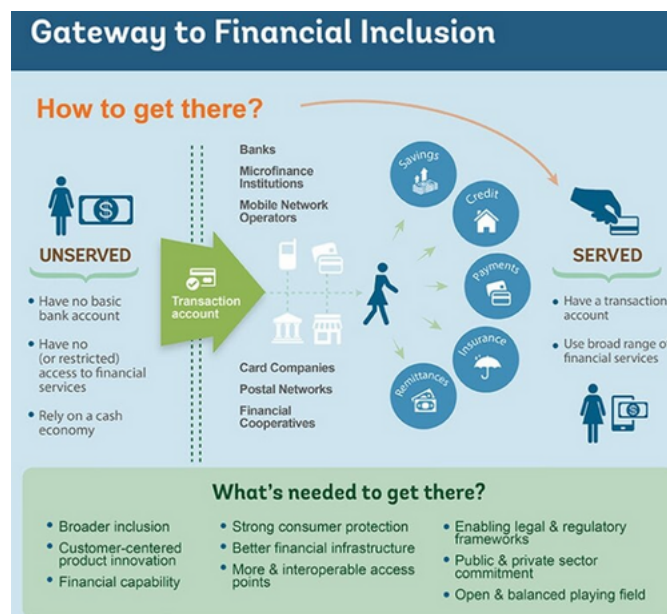 Gateway to Financial Inclusion
How to get there?
UNSERVED
• Have no basic
bank account
• Have no
(or restricted)
access to financial
services
• Rely on a cash
economy
Transaction
account
Banks
Microfinance
Institutions
Mobile Network
Operators
Card Companies
Postal Networks
Financial
Cooperatives
Savings
Credit
Payments
Insurance
Remittances
SERVED
• Have a transaction
account
• Use broad range of
financial services
What's needed to get there?
• Broader inclusion
• Customer-centered
product innovation
• Financial capability
• Strong consumer protection
• Better financial infrastructure
• More & interoperable access
points
• Enabling legal & regulatory
frameworks
• Public & private sector
commitment
• Open & balanced playing field